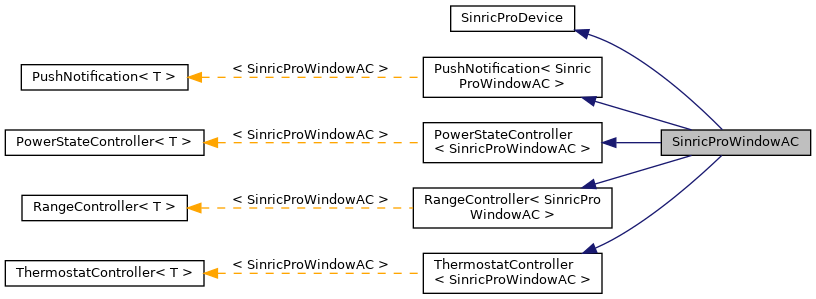 SinricProDevice
PushNotification< T >
< SinricProWindowAC >
PushNotification< Sinric
ProWindowAC >
PowerStateController< T >
< SinricProWindowAC >
PowerStateController
< SinricProWindowAC >
SinricProWindowAC
RangeController< T >
< SinricProWindowAC >
RangeController< SinricPro
WindowAC >
ThermostatController< T >
< SinricProWindowAC >
ThermostatController
< SinricProWindowAC >